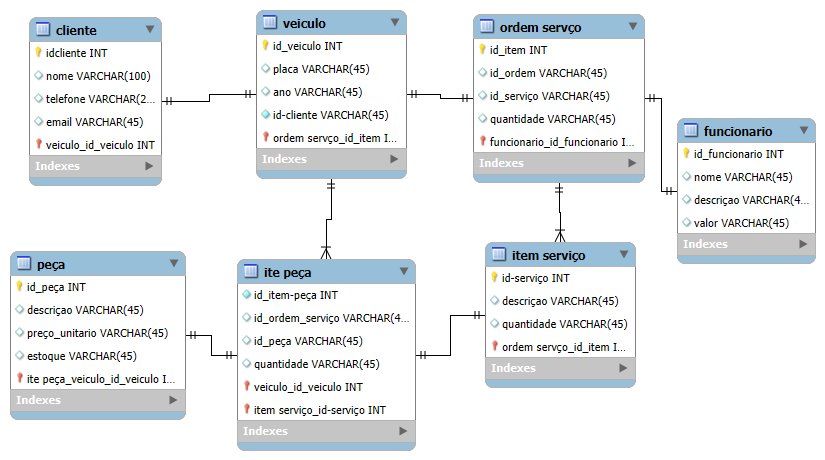 cliente
idcliente INT
nome VARCHAR(100)
telefone VARCHAR(2...
email VARCHAR(45)
veiculo_id_veiculo INT
Indexes
veiculo
id_veiculo INT
placa VARCHAR(45)
ano VARCHAR(45)
id-cliente VARCHAR(45)
ordem servço_id_item I...
Indexes
ordem servço
id_item INT
id_ordem VARCHAR(45)
id_serviço VARCHAR(45)
quantidade VARCHAR(45)
funcionario_id_funcionario I...
Indexes
funcionario
id_funcionario INT
nome VARCHAR(45)
descriçao VARCHAR(4...
valor VARCHAR(45)
Indexes
peça
id_peça INT
descriçao VARCHAR(45)
preço_unitario VARCHAR(45)
estoque VARCHAR(45)
ite peça_veiculo_id_veiculo I...
Indexes
ite peça
id_item-peça INT
id_ordem_serviço VARCHAR(4...
id_peça VARCHAR(45)
quantidade VARCHAR(45)
veiculo_id_veiculo INT
item serviço_id-serviço INT
Indexes
item serviço
id-serviço INT
descriçao VARCHAR(45)
quantidade VARCHAR(45)
ordem servço_id_item I...
Indexes